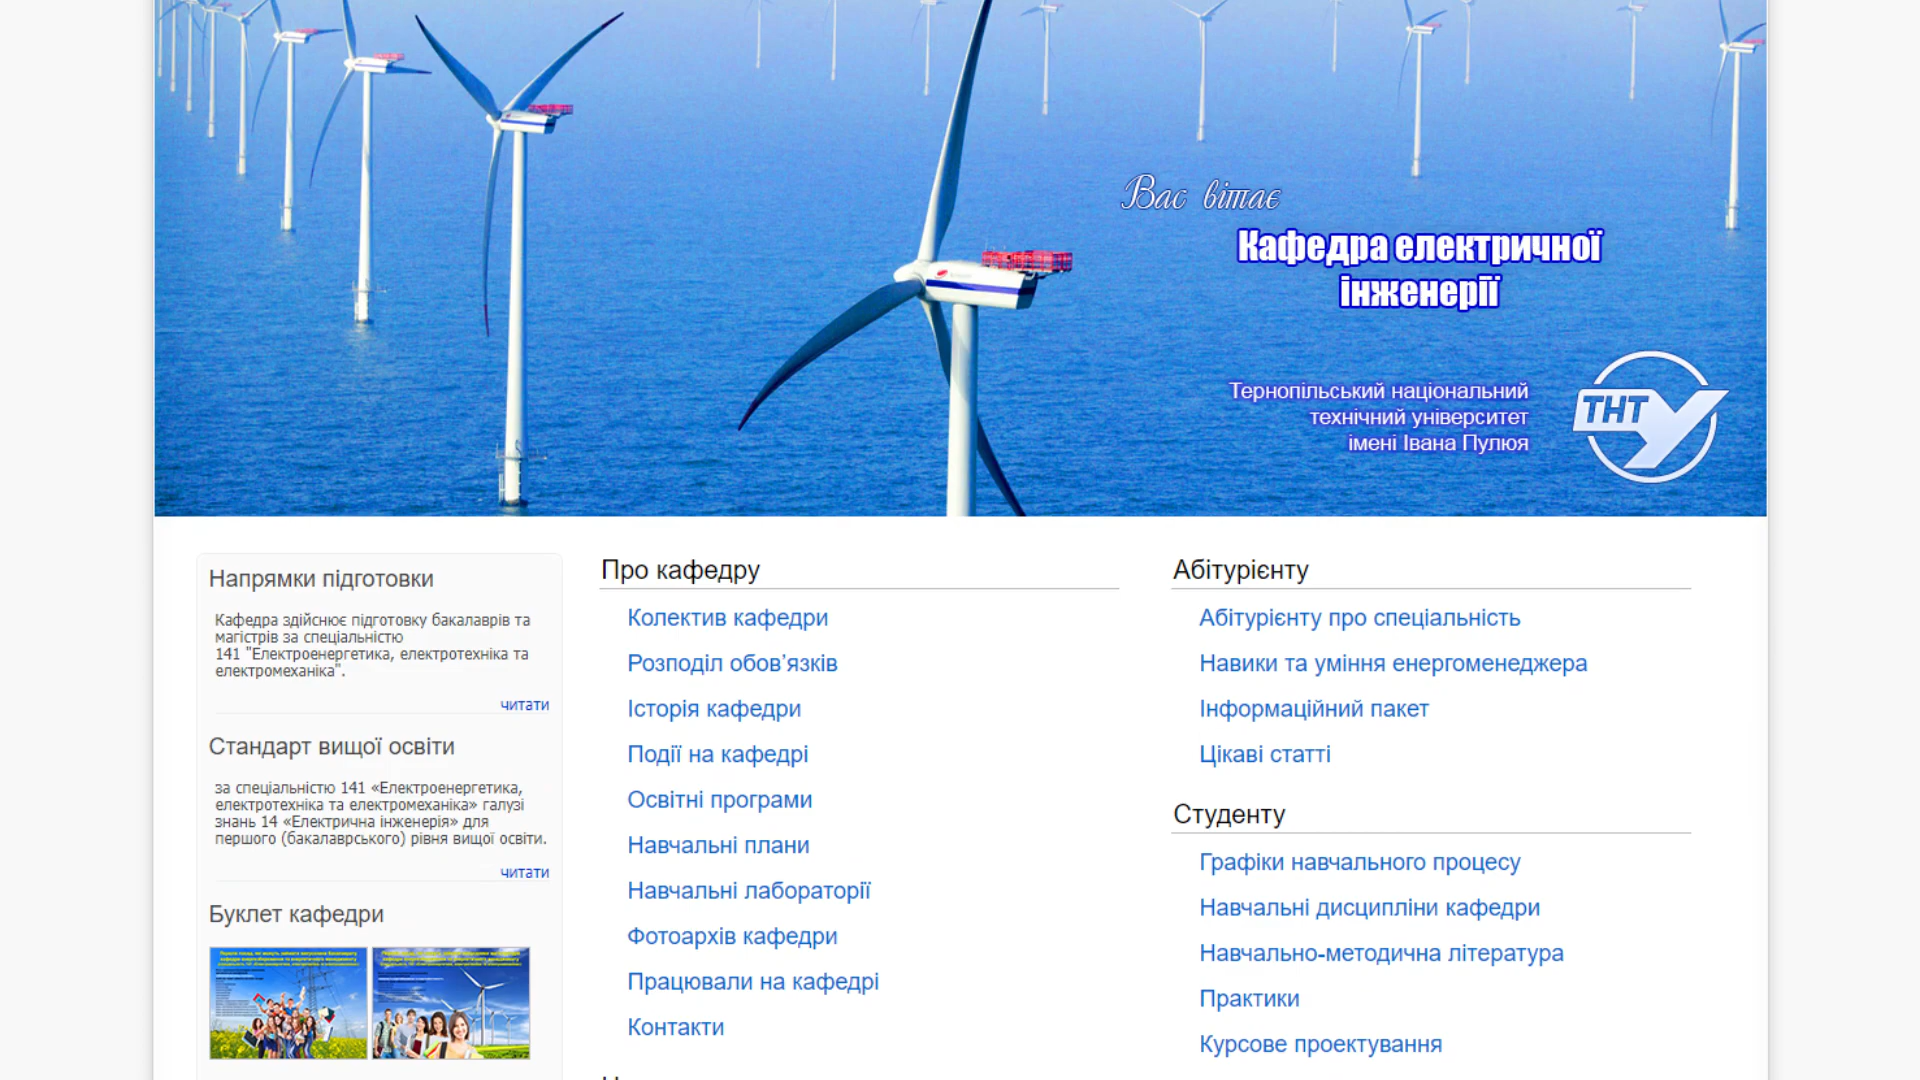 Вас вітає
Кафедра електричної
інженерії
Тернопільський національний
технічний університет
імені Івана Пулюя
ТНТУ
Напрямки підготовки
Кафедра здійснює підготовку бакалаврів та
магістрів за спеціальністю
141 "Електроенергетика, електротехніка та
електромеханіка".
читати
Стандарт вищої освіти
за спеціальністю 141 «Електроенергетика,
електротехніка та електромеханіка» галузі
знань 14 «Електрична інженерія» для
першого (бакалаврського) рівня вищої освіти.
читати
Буклет кафедри
Про кафедру
Колектив кафедри
Розподіл обов’язків
Історія кафедри
Події на кафедрі
Освітні програми
Навчальні плани
Навчальні лабораторії
Фотоархів кафедри
Працювали на кафедрі
Контакти
Абітурієнту
Абітурієнту про спеціальність
Навики та уміння енергоменеджера
Інформаційний пакет
Цікаві статті
Студенту
Графіки навчального процесу
Навчальні дисципліни кафедри
Навчально-методична література
Практики
Курсове проектування